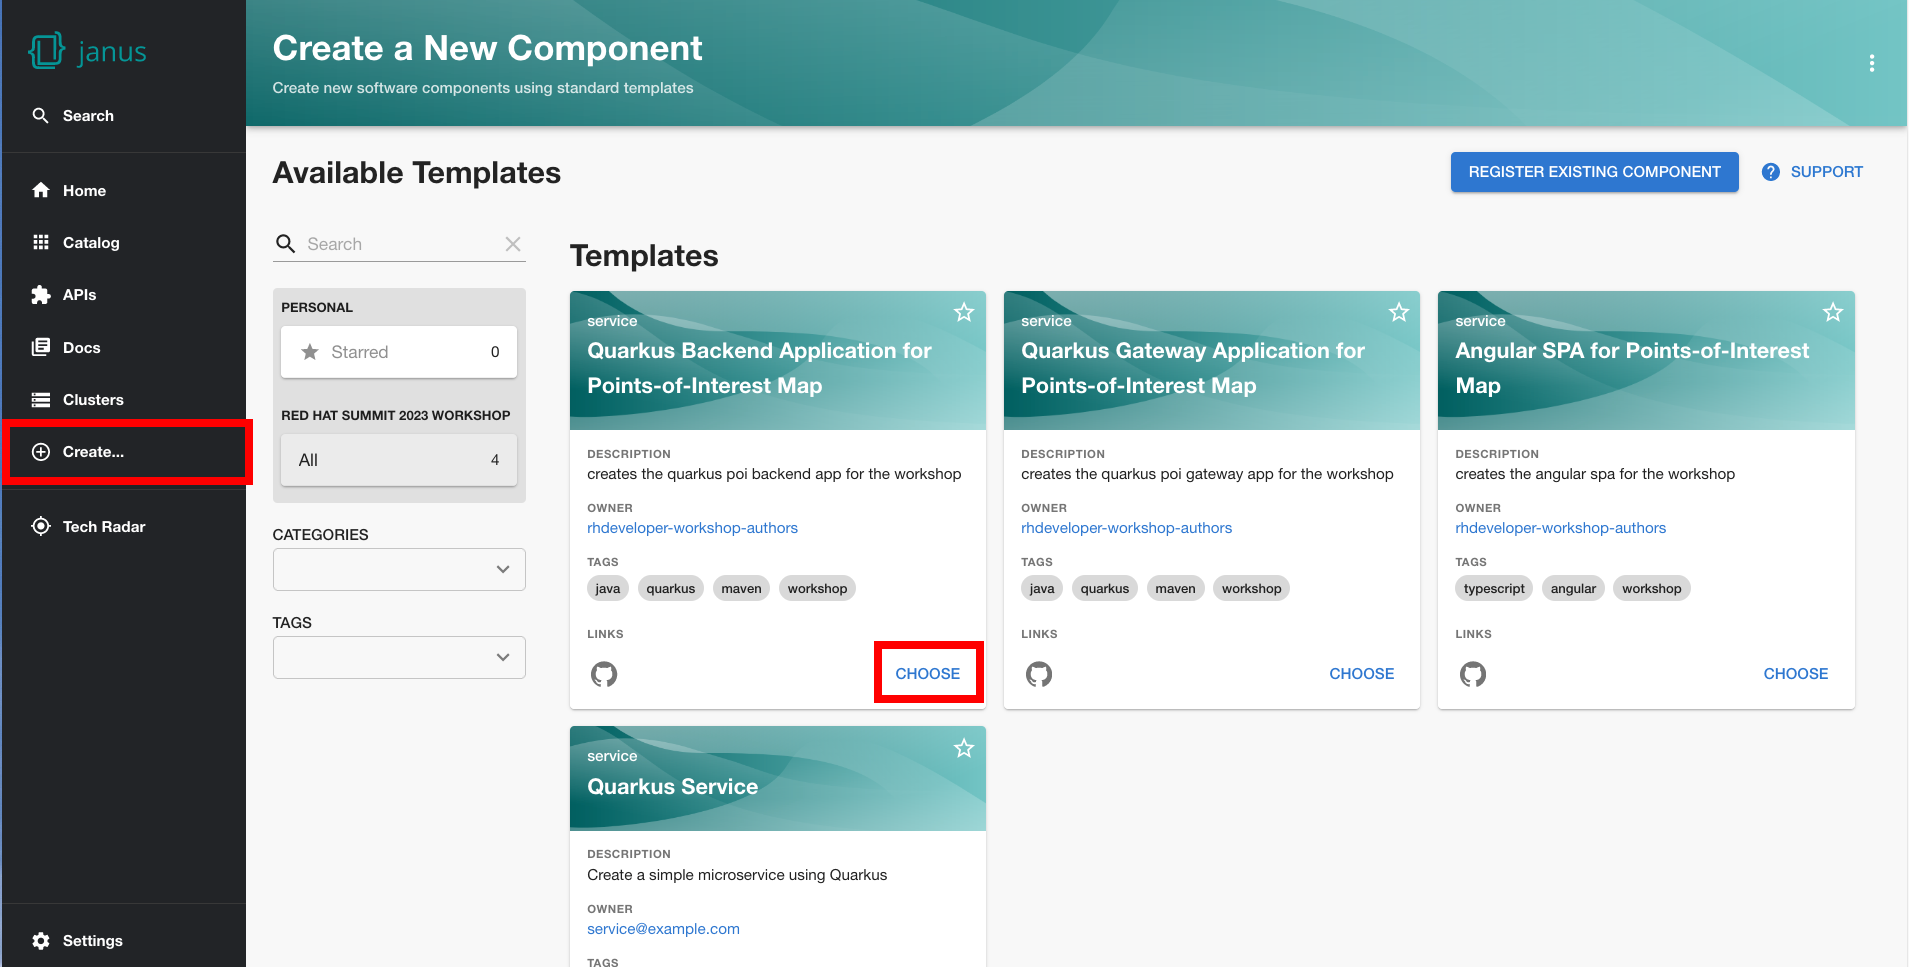 janus
Search
Home
Catalog
APIs
Docs
Clusters
Create...
Tech Radar
Settings
Create a New Component
Create new software components using standard templates
Available Templates
REGISTER EXISTING COMPONENT
? SUPPORT
Search
PERSONAL
Starred 0
RED HAT SUMMIT 2023 WORKSHOP
All 4
CATEGORIES
TAGS
Templates
service
Quarkus Backend Application for
Points-of-Interest Map
DESCRIPTION
creates the quarkus poi backend app for the workshop
OWNER
rhdeveloper-workshop-authors
TAGS
java quarkus maven workshop
LINKS
CHOOSE
service
Quarkus Gateway Application for
Points-of-Interest Map
DESCRIPTION
creates the quarkus poi gateway app for the workshop
OWNER
rhdeveloper-workshop-authors
TAGS
java quarkus maven workshop
LINKS
CHOOSE
service
Angular SPA for Points-of-Interest
Map
DESCRIPTION
creates the angular spa for the workshop
OWNER
rhdeveloper-workshop-authors
TAGS
typescript angular workshop
LINKS
CHOOSE
service
Quarkus Service
DESCRIPTION
Create a simple microservice using Quarkus
OWNER
service@example.com
TAGS